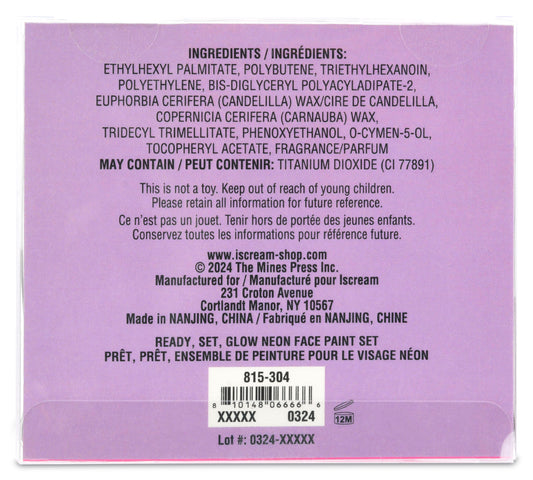 INGREDIENTS / INGRÉDIENTS:
ETHYLHEXYL PALMITATE, POLYBUTENE, TRIETHYLHEXANOIN,
POLYETHYLENE, BIS-DIGLYCERYL POLYACYLADIPATE-2,
EUPHORBIA CERIFERA (CANDELILLA) WAX/CIRE DE CANDELILLA,
COPERNICIA CERIFERA (CARNAUBA) WAX,
TRIDECYL TRIMELLITATE, PHENOXYETHANOL, O-CYMEN-5-OL,
TOCOPHERYL ACETATE, FRAGRANCE/PARFUM
MAY CONTAIN / PEUT CONTENIR: TITANIUM DIOXIDE (CI 77891)
This is not a toy. Keep out of reach of young children.
Please retain all information for future reference.
Ce n'est pas un jouet. Tenir hors de portée des jeunes enfants.
Conservez toutes les informations pour référence future.
www.iscream-shop.com
© 2024 The Mines Press Inc.
Manufactured for / Manufacturé pour Iscream
231 Croton Avenue
Cortlandt Manor, NY 10567
Made in NANJING, CHINA / Fabriqué en NANJING, CHINE
READY, SET, GLOW NEON FACE PAINT SET
PRÊT, PRÊT, ENSEMBLE DE PEINTURE POUR LE VISAGE NÉON
815-304
8 10148 06666 6
XXXXX 0324
12M
Lot #: 0324-XXXXX